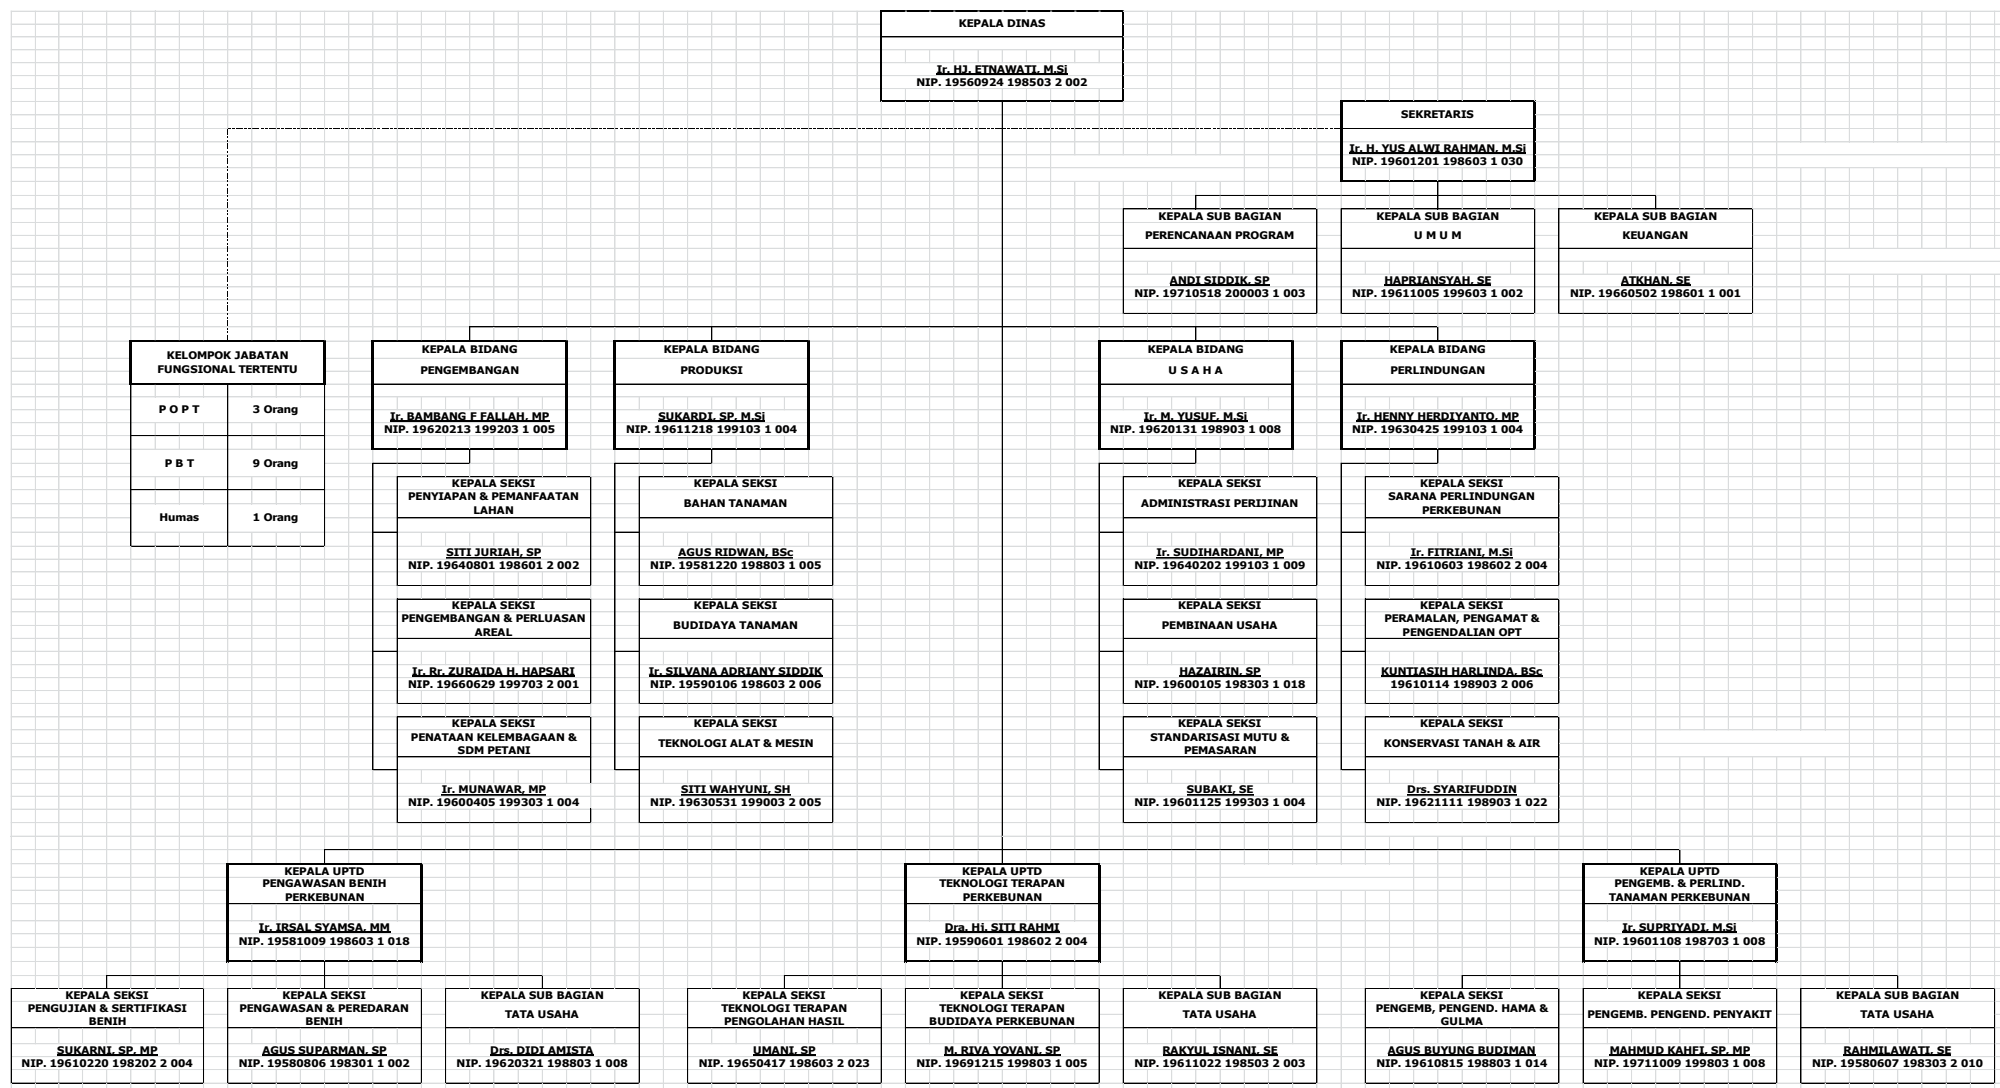 KEPALA DINAS
Ir. HJ. ETNAWATI, M.Si
NIP. 19560924 198503 2 002
SEKRETARIS
Ir. H. YUS ALWI RAHMAN, M.Si
NIP. 19601201 198603 1 030
KEPALA SUB BAGIAN
PERENCANAAN PROGRAM
ANDI SIDDIK, SP
NIP. 19710518 200003 1 003
KEPALA SUB BAGIAN
U M U M
HAPRIANSYAH, SE
NIP. 19611005 199603 1 002
KEPALA SUB BAGIAN
KEUANGAN
ATKHAN, SE
NIP. 19660502 198601 1 001
KELOMPOK JABATAN
FUNGSIONAL TERTENTU
P O P T 3 Orang
P B T 9 Orang
Humas 1 Orang
KEPALA BIDANG
PENGEMBANGAN
Ir. BAMBANG F FALLAH, MP
NIP. 19620213 199203 1 005
KEPALA BIDANG
PRODUKSI
SUKARDI, SP, M.Si
NIP. 19611218 199103 1 004
KEPALA BIDANG
U S A H A
Ir. M. YUSUF, M.Si
NIP. 19620131 198903 1 008
KEPALA BIDANG
PERLINDUNGAN
Ir. HENNY HERDIYANTO, MP
NIP. 19630425 199103 1 004
KEPALA SEKSI
PENYIAPAN & PEMANFAATAN
LAHAN
SITI JURIAH, SP
NIP. 19640801 198601 2 002
KEPALA SEKSI
BAHAN TANAMAN
AGUS RIDWAN, BSc
NIP. 19581220 198803 1 005
KEPALA SEKSI
ADMINISTRASI PERIJINAN
Ir. SUDIHARDANI, MP
NIP. 19640202 199103 1 009
KEPALA SEKSI
SARANA PERLINDUNGAN
PERKEBUNAN
Ir. FITRIANI, M.Si
NIP. 19610603 198602 2 004
KEPALA SEKSI
PENGEMBANGAN & PERLUASAN
AREAL
Ir. Rr. ZURAIDA H. HAPSARI
NIP. 19660629 199703 2 001
KEPALA SEKSI
BUDIDAYA TANAMAN
Ir. SILVANA ADRIANY SIDDIK
NIP. 19590106 198603 2 006
KEPALA SEKSI
PEMBINAAN USAHA
HAZAIRIN, SP
NIP. 19600105 198303 1 018
KEPALA SEKSI
PERAMALAN, PENGAMAT &
PENGENDALIAN OPT
KUNTIASIH HARLINDA, BSc
19610114 198903 2 006
KEPALA SEKSI
PENATAAN KELEMBAGAAN &
SDM PETANI
Ir. MUNAWAR, MP
NIP. 19600405 199303 1 004
KEPALA SEKSI
TEKNOLOGI ALAT & MESIN
SITI WAHYUNI, SH
NIP. 19630531 199003 2 005
KEPALA SEKSI
STANDARISASI MUTU &
PEMASARAN
SUBAKI, SE
NIP. 19601125 199303 1 004
KEPALA SEKSI
KONSERVASI TANAH & AIR
Drs. SYARIFUDDIN
NIP. 19621111 198903 1 022
KEPALA UPTD
PENGAWASAN BENIH
PERKEBUNAN
Ir. IRSAL SYAMSA, MM
NIP. 19581009 198603 1 018
KEPALA UPTD
TEKNOLOGI TERAPAN
PERKEBUNAN
Dra. Hj. SITI RAHMI
NIP. 19590601 198602 2 004
KEPALA UPTD
PENGEMB. & PERLIND.
TANAMAN PERKEBUNAN
Ir. SUPRIYADI, M.Si
NIP. 19601108 198703 1 008
KEPALA SEKSI
PENGUJIAN & SERTIFIKASI
BENIH
SUKARNI, SP, MP
NIP. 19610220 198202 2 004
KEPALA SEKSI
PENGAWASAN & PEREDARAN
BENIH
AGUS SUPARMAN, SP
NIP. 19580806 198301 1 002
KEPALA SUB BAGIAN
TATA USAHA
Drs. DIDI AMISTA
NIP. 19620321 198803 1 008
KEPALA SEKSI
TEKNOLOGI TERAPAN
PENGOLAHAN HASIL
UMANI, SP
NIP. 19650417 198603 2 023
KEPALA SEKSI
TEKNOLOGI TERAPAN
BUDIDAYA PERKEBUNAN
M. RIVA YOVANI, SP
NIP. 19691215 199803 1 005
KEPALA SUB BAGIAN
TATA USAHA
RAKYUL ISNANI, SE
NIP. 19611022 198503 2 003
KEPALA SEKSI
PENGEMB, PENGEND. HAMA &
GULMA
AGUS BUYUNG BUDIMAN
NIP. 19610815 198803 1 014
KEPALA SEKSI
PENGEMB. PENGEND. PENYAKIT
MAHMUD KAHFI, SP, MP
NIP. 19711009 199803 1 008
KEPALA SUB BAGIAN
TATA USAHA
RAHMILAWATI, SE
NIP. 19580607 198303 2 010